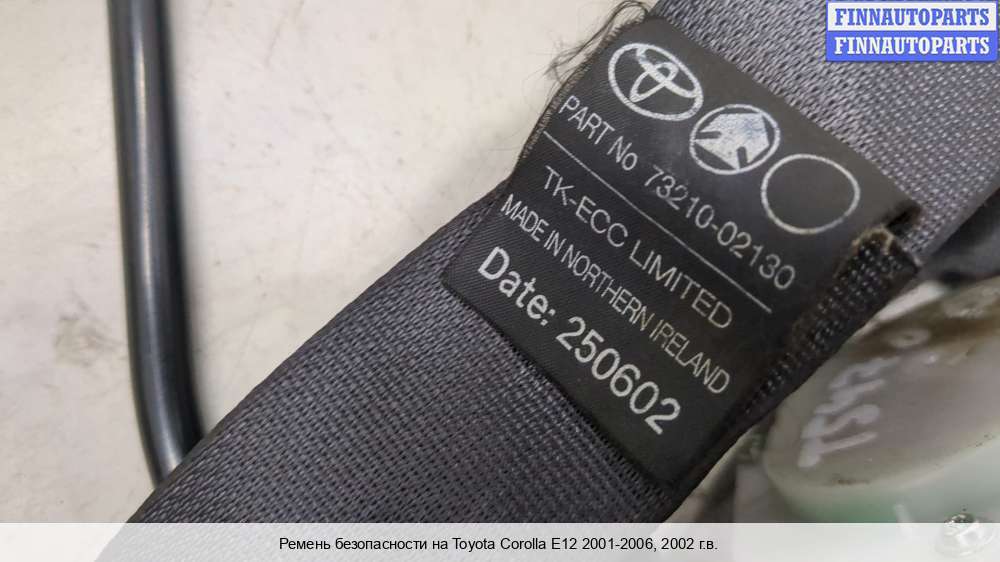 FINNAUTOPARTS
FINNAUTOPARTS
PART No 73210-02130
TK-ECC LIMITED
MADE IN NORTHERN IRELAND
Date: 250602
Ремень безопасности на Toyota Corolla E12 2001-2006, 2002 г.в.